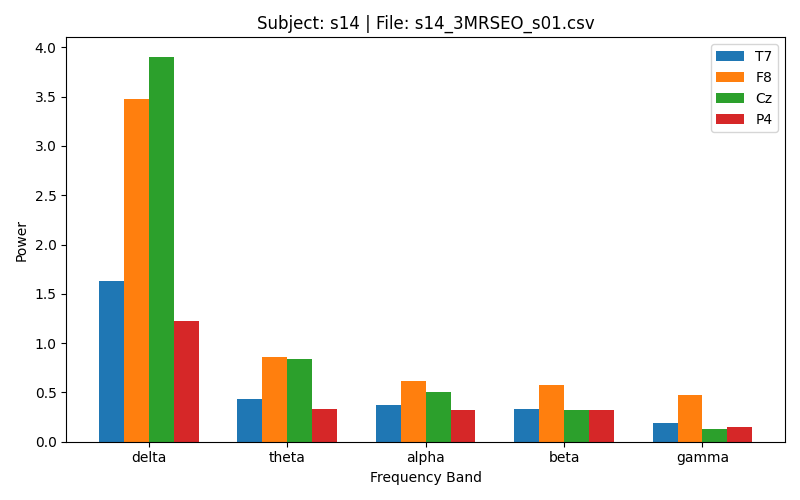 Subject: s14 | File: s14_3MRSEO_s01.csv
T7
F8
Cz
P4
4.0
3.5
3.0
2.5
2.0
1.5
1.0
0.5
0.0
Power
delta theta alpha beta gamma
Frequency Band